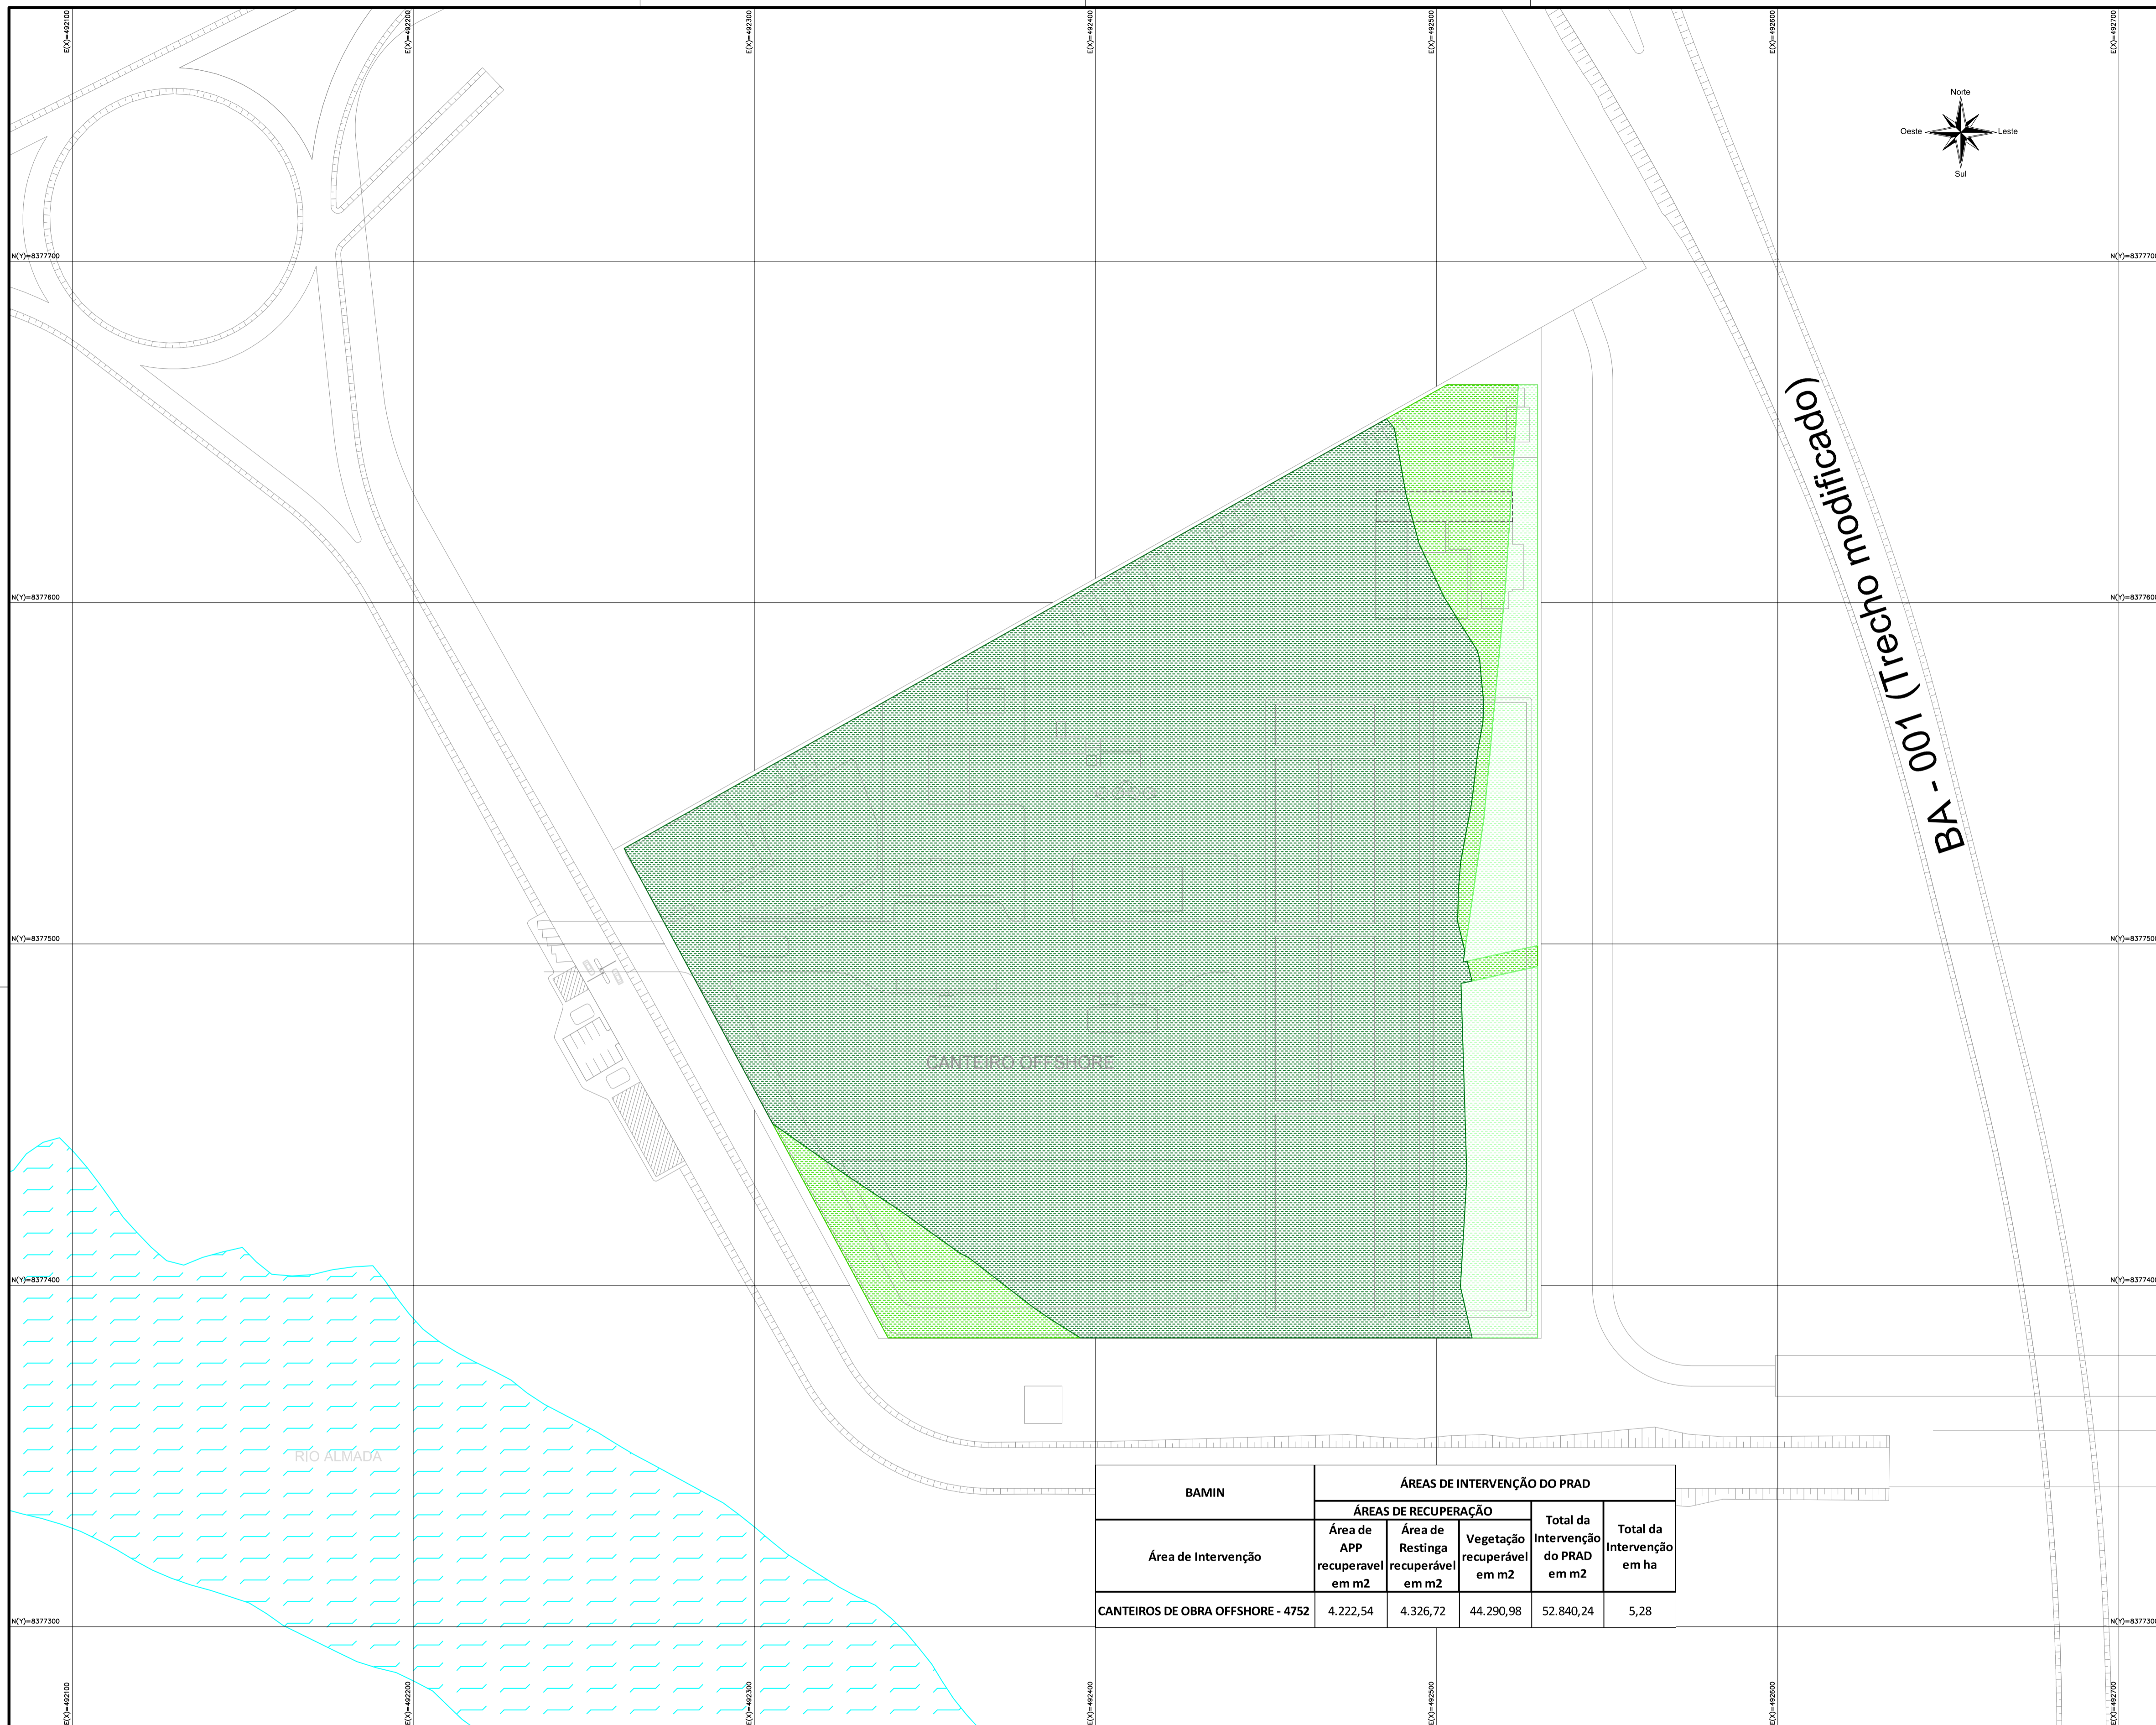 E(X)=492100
E(X)=492200
E(X)=492300
E(X)=492400
E(X)=492500
E(X)=492600
E(X)=492700
Norte
Oeste
Leste
Sul
N(Y)=8377700
N(Y)=8377700
BA - 001 (Trecho modificado)
N(Y)=8377600
N(Y)=8377600
N(Y)=8377500
N(Y)=8377500
CANTEIRO OFFSHORE
N(Y)=8377400
N(Y)=8377400
RIO ALMADA
BAMIN
ÁREAS DE INTERVENÇÃO DO PRAD
ÁREAS DE RECUPERAÇÃO
Área de Intervenção
Área de
APP
recuperavel
em m2
Área de
Restinga
recuperável
em m2
Vegetação
recuperável
em m2
Total da
Intervenção
do PRAD
em m2
Total da
Intervenção
em ha
CANTEIROS DE OBRA OFFSHORE - 4752 4.222,54 4.326,72 44.290,98 52.840,24 5,28
N(Y)=8377300
N(Y)=8377300
E(X)=492100
E(X)=492200
E(X)=492300
E(X)=492400
E(X)=492500
E(X)=492600
E(X)=492700